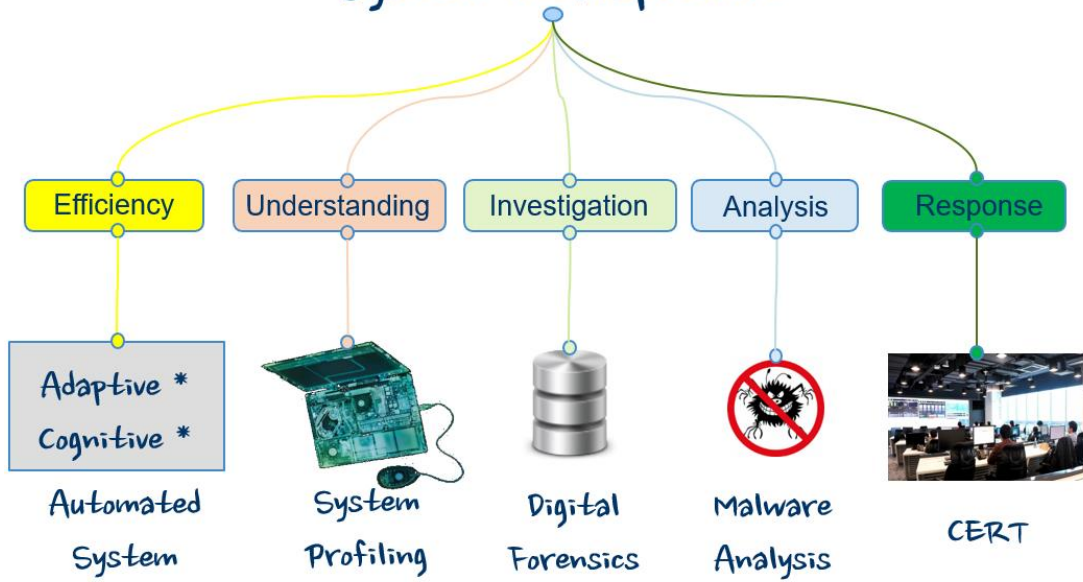 Efficiency
Understanding
Investigation
Analysis
Response
Adaptive *
Cognitive *
Automated
System
System
Profiling
Digital
Forensics
Malware
Analysis
CERT